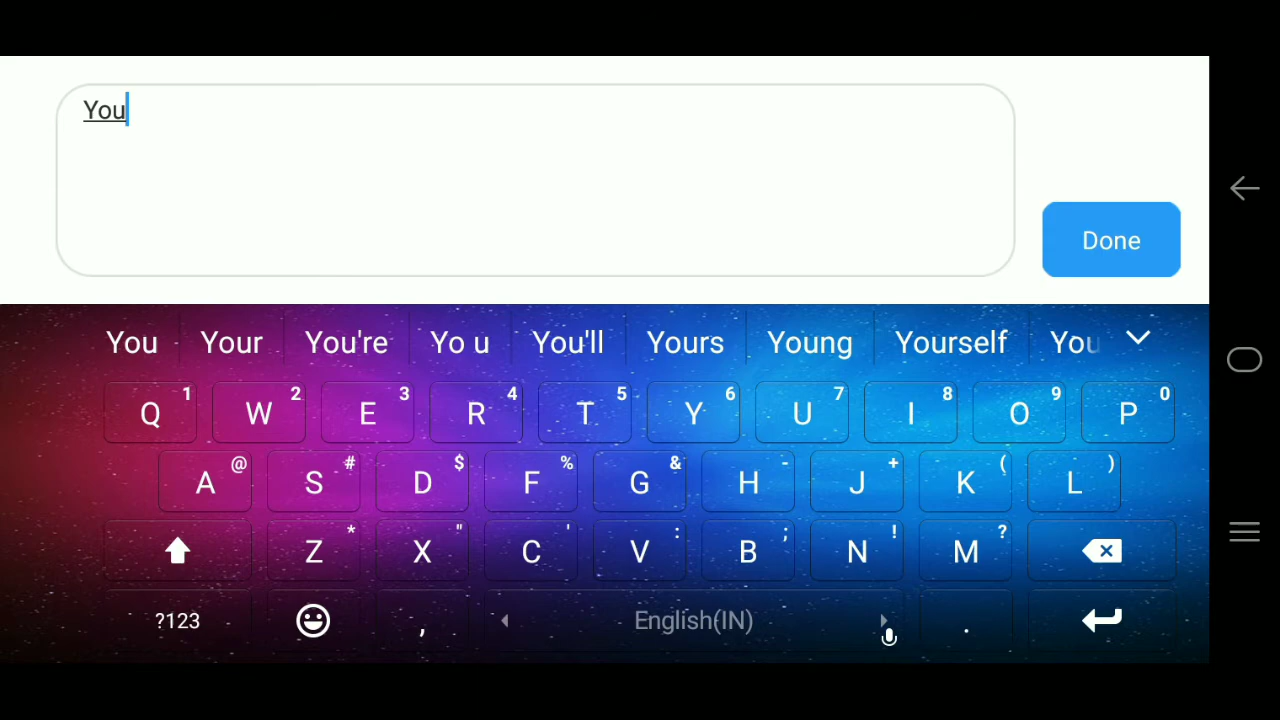 You
Done
You Your You're Yo u You'll Yours Young Yourself You
Q 1 W 2 E 3 R 4 T 5 Y 6 U 7 I 8 O 9 P 0
A @ S # D $ F % G & H - J + K ( L )
Z * X " C ' V : B ; N ! M ?
?123 , English(IN) .